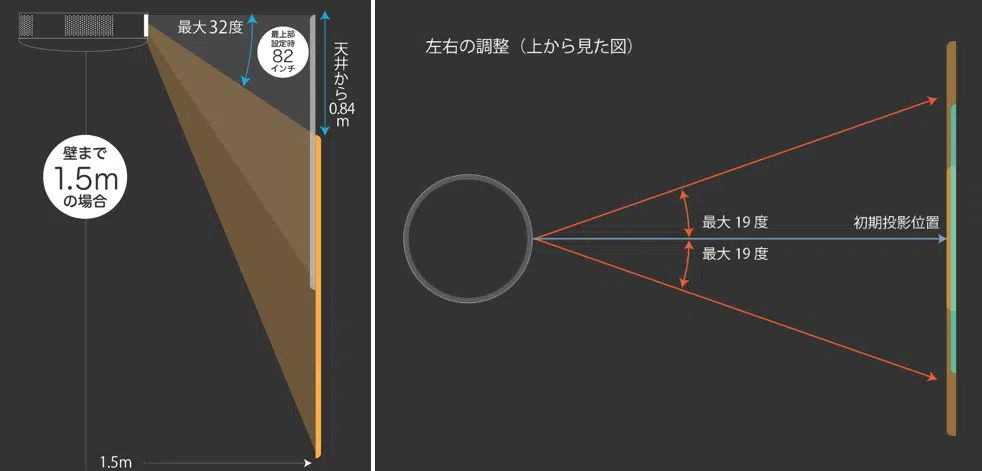 最大32度
最上部
設定時
82
インチ
天井から
0.84
m
壁まで
1.5m
の場合
1.5m
左右の調整（上から見た図）
最大 19 度
初期投影位置
最大 19 度